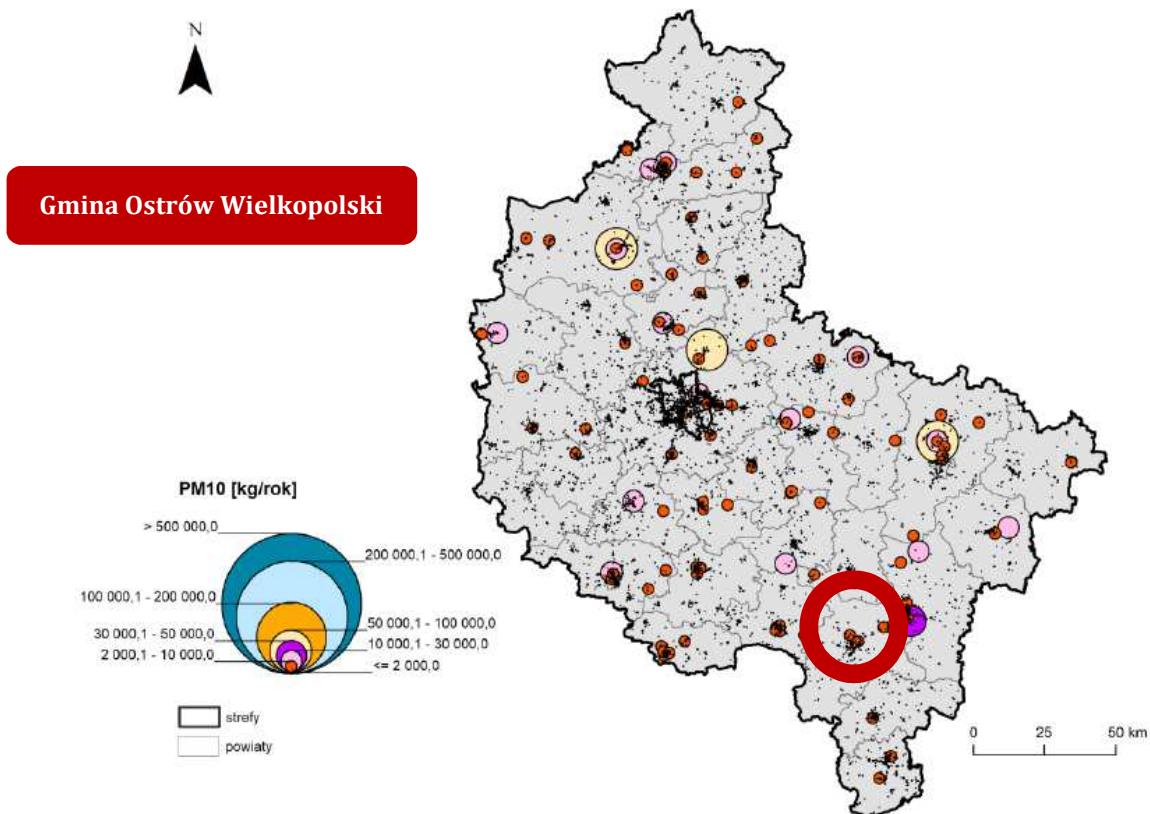 N
Gmina Ostrów Wielkopolski
PM10 [kg/rok]
> 500 000,0
200 000,1 - 500 000,0
100 000,1 - 200 000,0
50 000,1 - 100 000,0
30 000,1 - 50 000,0
10 000,1 - 30 000,0
2 000,1 - 10 000,0
<= 2 000,0
strefy
powiaty
0 25 50 km